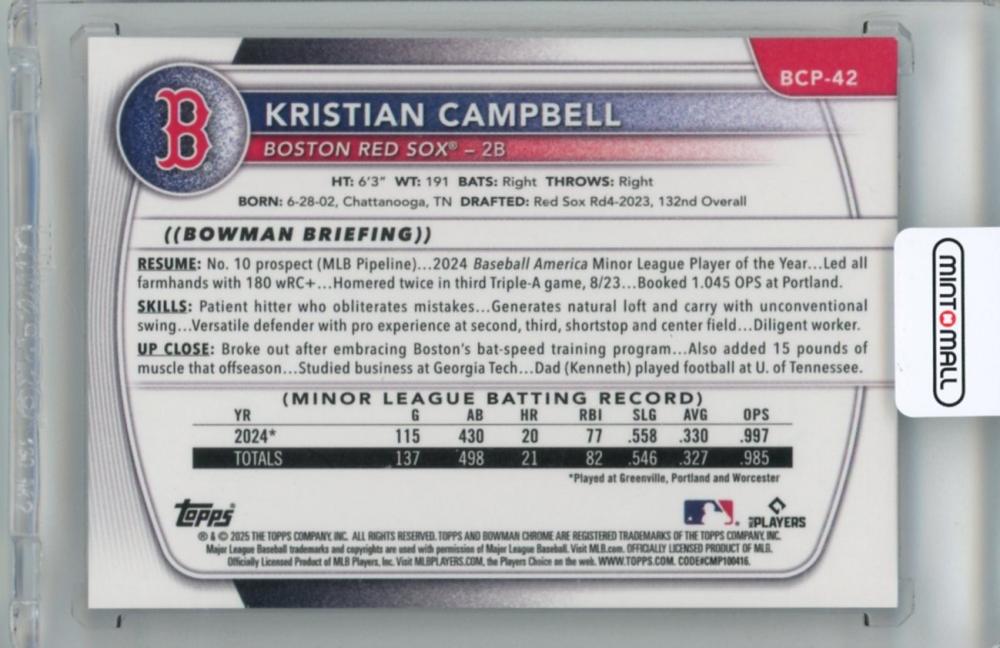 BCP-42
B
KRISTIAN CAMPBELL
BOSTON RED SOX® – 2B
HT: 6'3" WT: 191 BATS: Right THROWS: Right
BORN: 6-28-02, Chattanooga, TN DRAFTED: Red Sox Rd4-2023, 132nd Overall
((BOWMAN BRIEFING))
RESUME: No. 10 prospect (MLB Pipeline)...2024 Baseball America Minor League Player of the Year...Led all
farmhands with 180 wRC+...Homered twice in third Triple-A game, 8/23...Booked 1.045 OPS at Portland.
SKILLS: Patient hitter who obliterates mistakes...Generates natural loft and carry with unconventional
swing...Versatile defender with pro experience at second, third, shortstop and center field...Diligent worker.
UP CLOSE: Broke out after embracing Boston's bat-speed training program...Also added 15 pounds of
muscle that offseason...Studied business at Georgia Tech...Dad (Kenneth) played football at U. of Tennessee.
(MINOR LEAGUE BATTING RECORD)
YR G AB HR RBI SLG AVG OPS
2024* 115 430 20 77 .558 .330 .997
TOTALS 137 498 21 82 .546 .327 .985
*Played at Greenville, Portland and Worcester
Topps®
PLAYERS
® & © 2025 THE TOPPS COMPANY, INC. ALL RIGHTS RESERVED. TOPPS AND BOWMAN CHROME ARE REGISTERED TRADEMARKS OF THE TOPPS COMPANY, INC.
Major League Baseball trademarks and copyrights are used with permission of Major League Baseball. Visit MLB.com. OFFICIALLY LICENSED PRODUCT OF MLB.
Officially Licensed Product of MLB Players, Inc. Visit MLBPLAYERS.COM, the Players Choice on the web. WWW.TOPPS.COM. CODE#CMP100416.
MINTOMALL